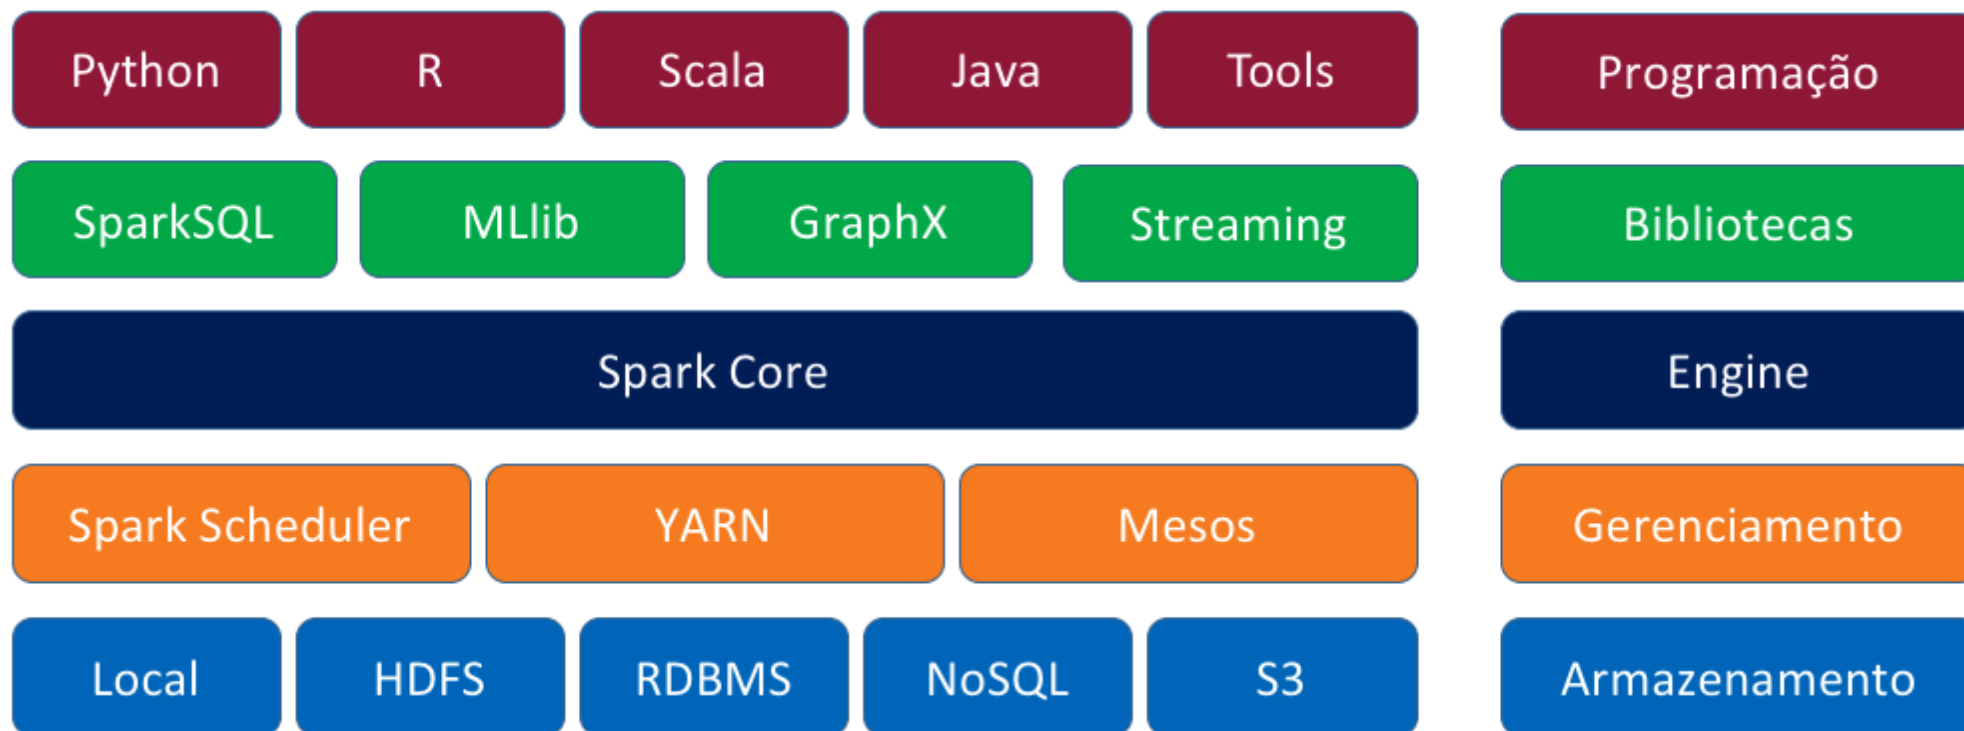 Python R Scala Java Tools Programação
SparkSQL MLlib GraphX Streaming Bibliotecas
Spark Core Engine
Spark Scheduler YARN Mesos Gerenciamento
Local HDFS RDBMS NoSQL S3 Armazenamento